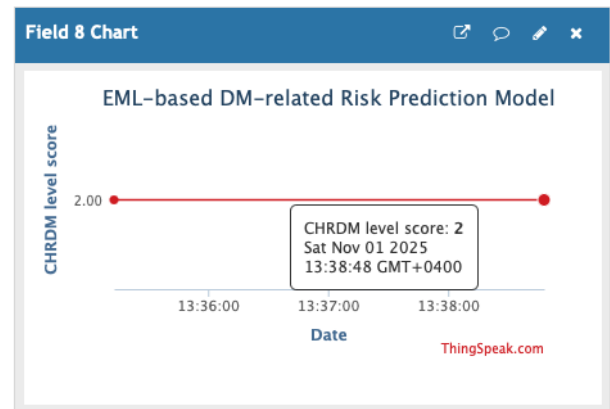 Field 8 Chart
EML-based DM-related Risk Prediction Model
CHRDM level score
2.00
CHRDM level score: 2
Sat Nov 01 2025
13:38:48 GMT+0400
13:36:00 13:37:00 13:38:00
Date
ThingSpeak.com